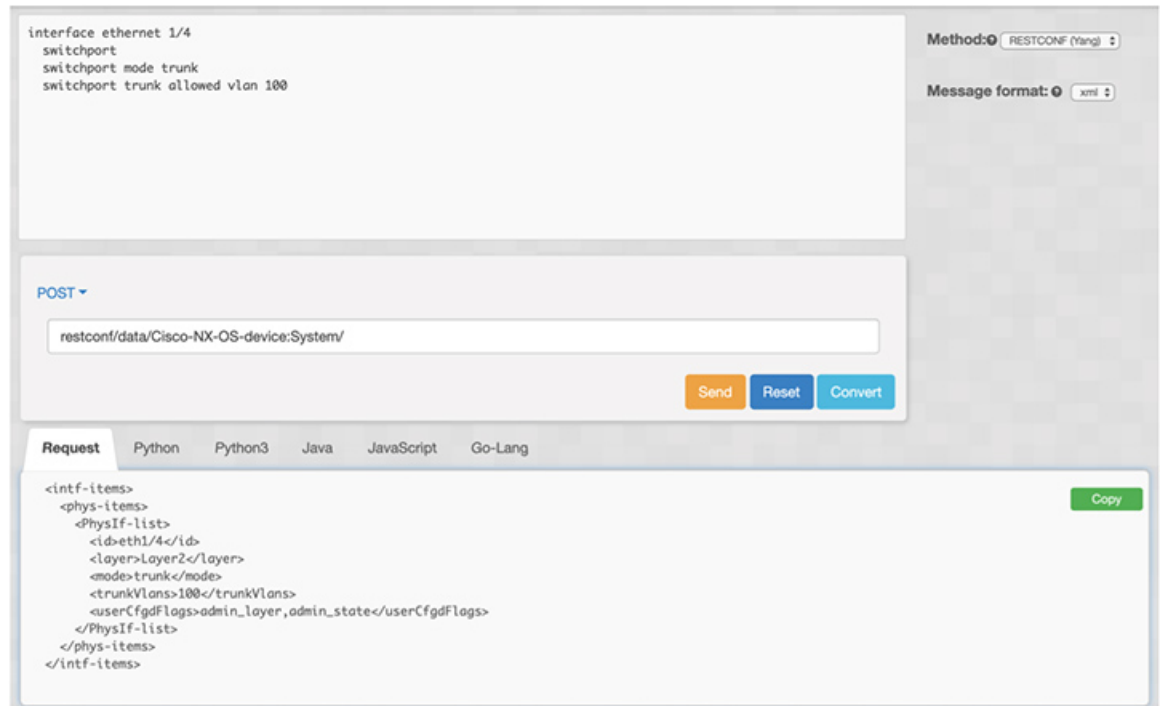 interface ethernet 1/4
switchport
switchport mode trunk
switchport trunk allowed vlan 100
Method: RESTCONF (Yang)
Message format: xml
POST
restconf/data/Cisco-NX-OS-device:System/
Send Reset Convert
Request Python Python3 Java JavaScript Go-Lang
Copy
<intf-items>
<phys-items>
<PhysIf-list>
<id>eth1/4</id>
<layer>Layer2</layer>
<mode>trunk</mode>
<trunkVlans>100</trunkVlans>
<userCfgdFlags>admin_layer,admin_state</userCfgdFlags>
</PhysIf-list>
</phys-items>
</intf-items>